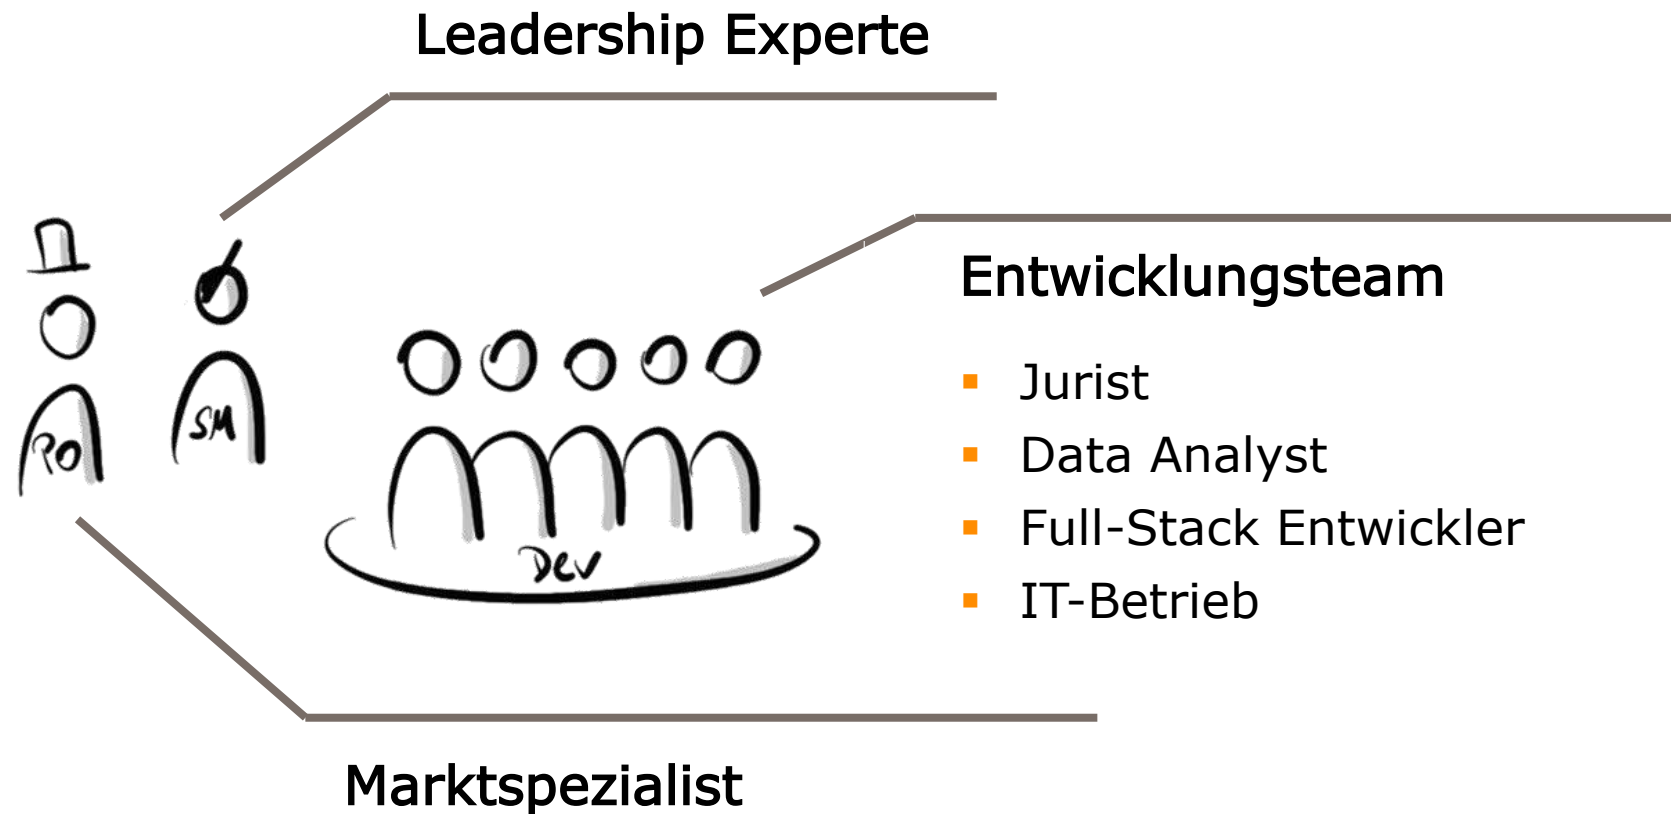 Leadership Experte
PO
SM
Dev
Entwicklungsteam
Jurist
Data Analyst
Full-Stack Entwickler
IT-Betrieb
Marktspezialist